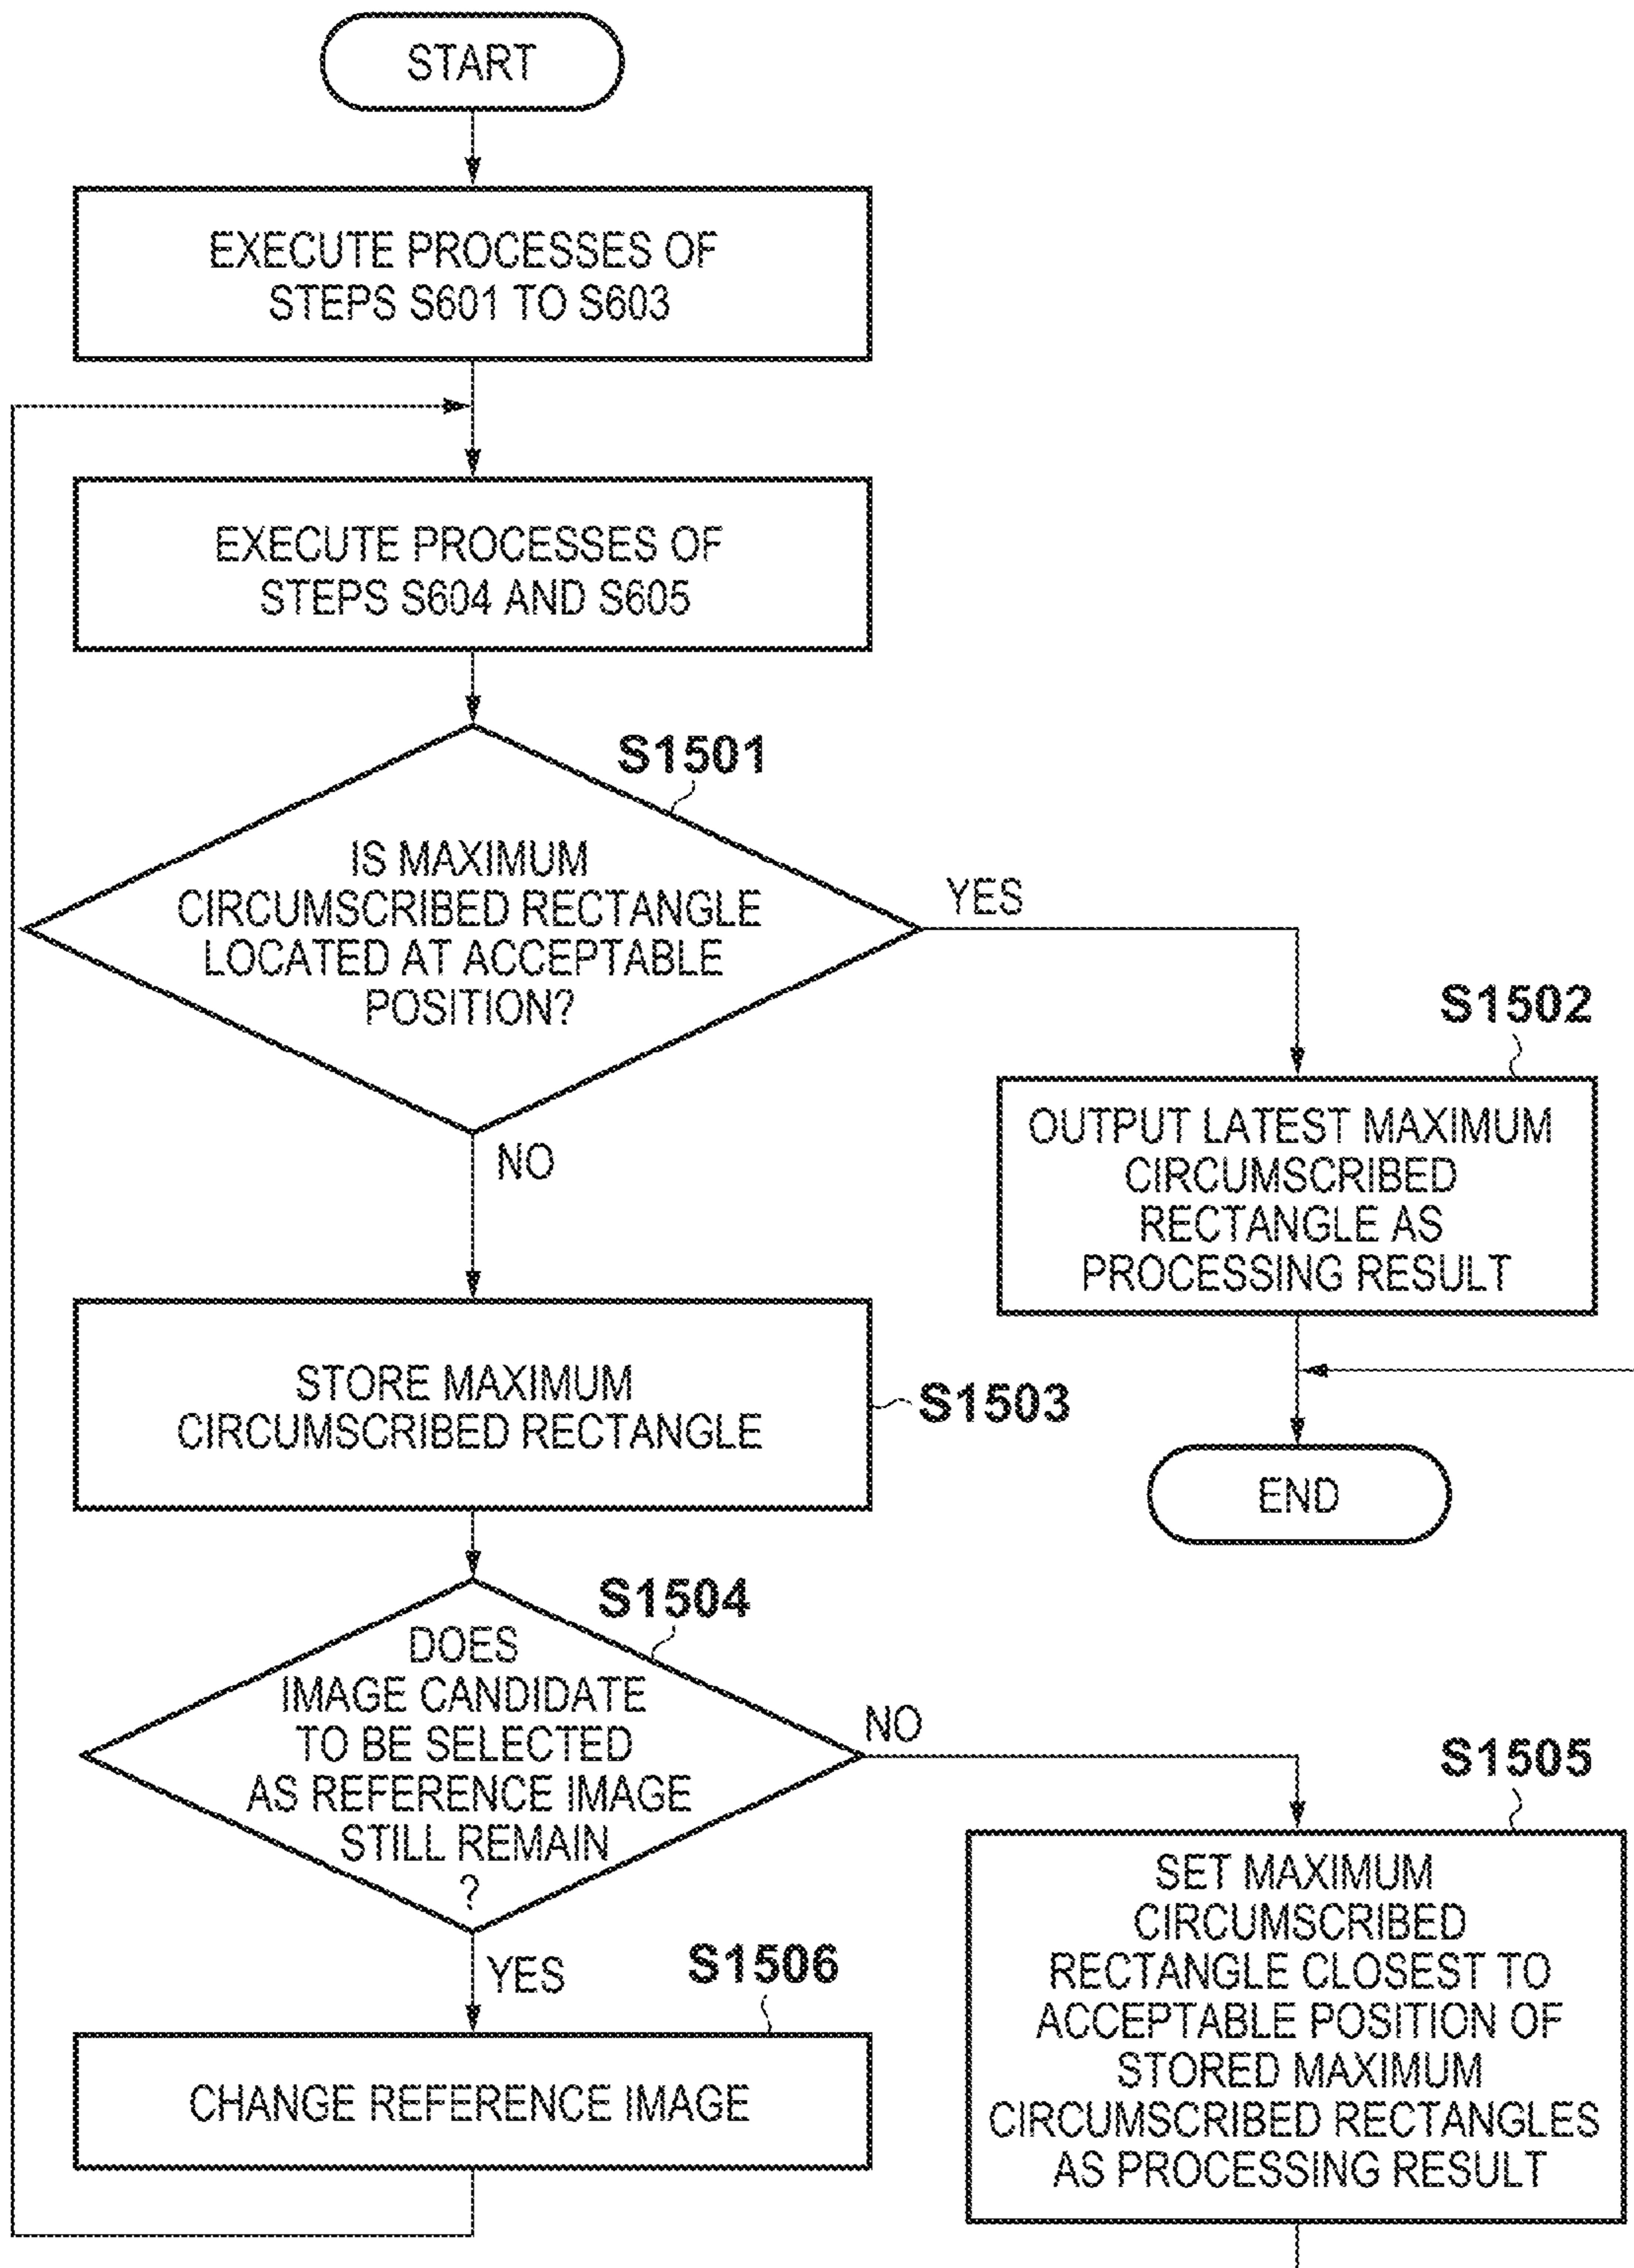 START
EXECUTE PROCESSES OF
STEPS S601 TO S603
EXECUTE PROCESSES OF
STEPS S604 AND S605
S1501
IS MAXIMUM
CIRCUMSCRIBED RECTANGLE
LOCATED AT ACCEPTABLE
POSITION?
YES
NO
S1502
OUTPUT LATEST MAXIMUM
CIRCUMSCRIBED
RECTANGLE AS
PROCESSING RESULT
STORE MAXIMUM
CIRCUMSCRIBED RECTANGLE
S1503
END
S1504
DOES
IMAGE CANDIDATE
TO BE SELECTED
AS REFERENCE IMAGE
STILL REMAIN
?
NO
YES
S1505
SET MAXIMUM
CIRCUMSCRIBED
RECTANGLE CLOSEST TO
ACCEPTABLE POSITION OF
STORED MAXIMUM
CIRCUMSCRIBED RECTANGLES
AS PROCESSING RESULT
S1506
CHANGE REFERENCE IMAGE